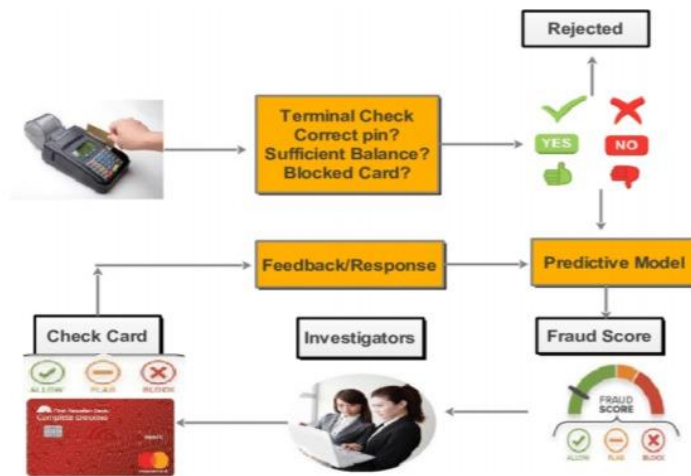 Rejected
Terminal Check
Correct pin?
Sufficient Balance?
Blocked Card?
YES
NO
Feedback/Response
Predictive Model
Check Card
Investigators
Fraud Score
ALLOW
FLAG
BLOCK
FRAUD
SCORE
ALLOW
FLAG
BLOCK